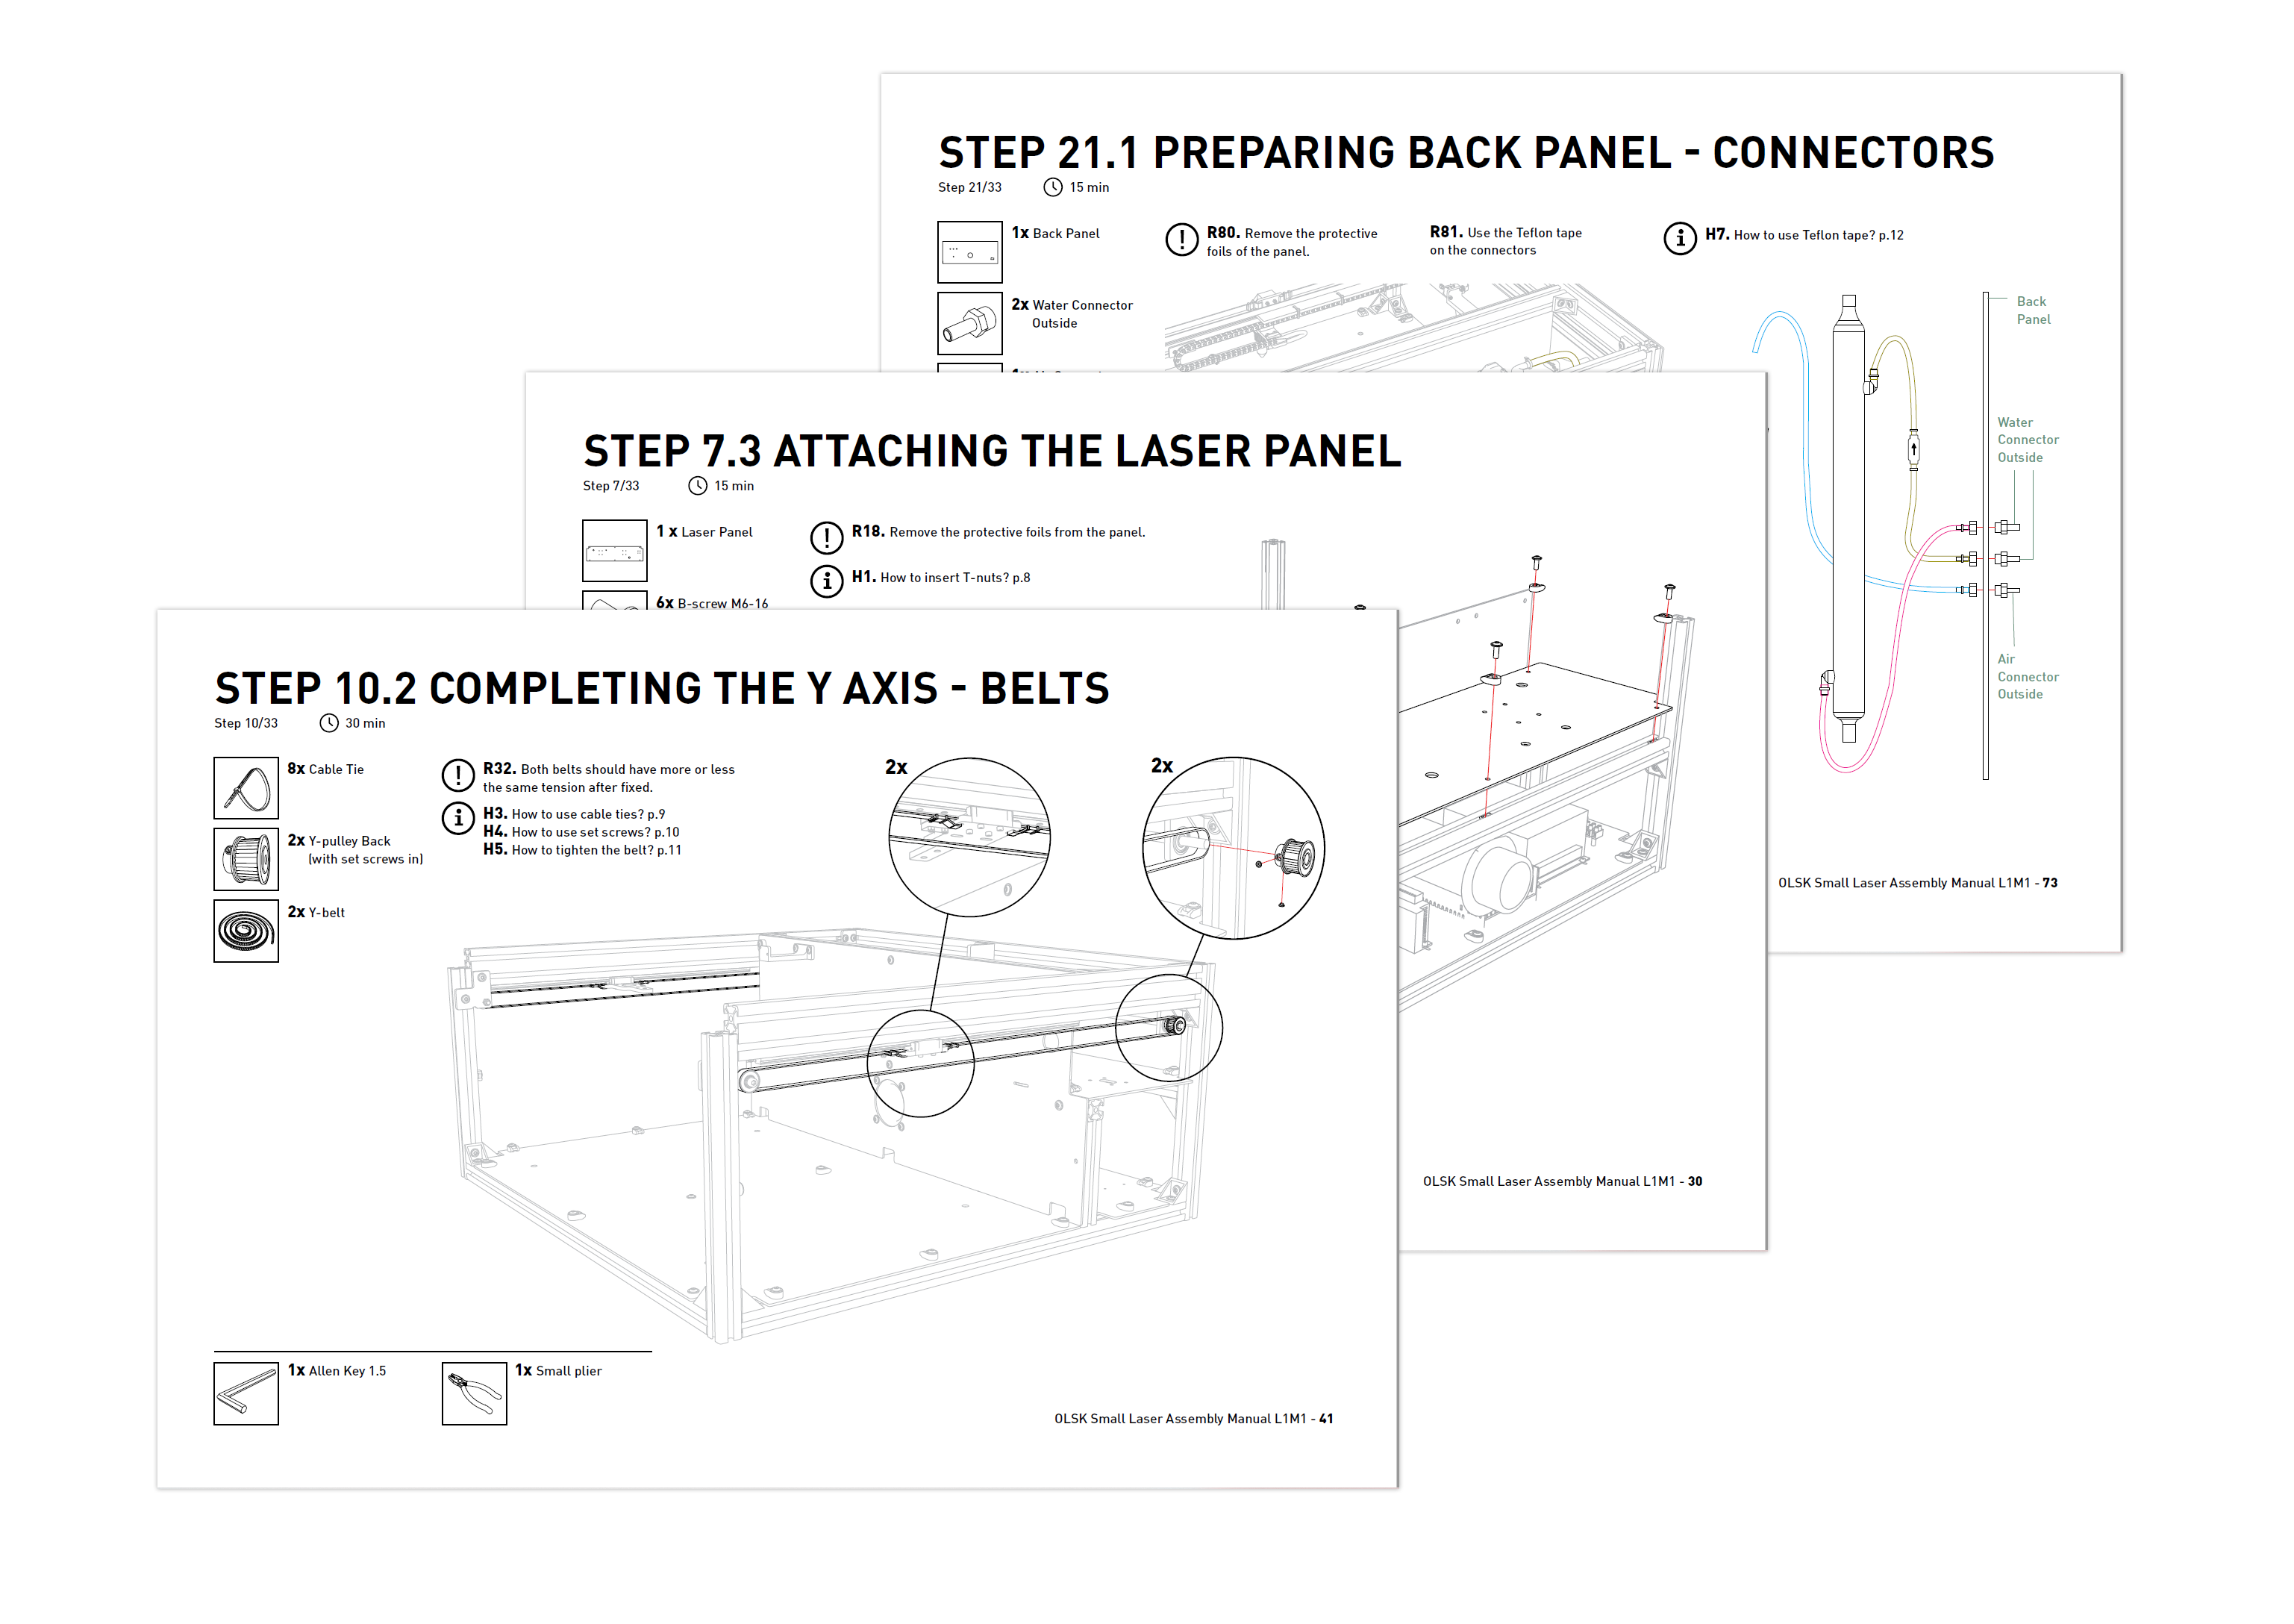 STEP 21.1 PREPARING BACK PANEL - CONNECTORS
Step 21/33 15 min
1x Back Panel
R80. Remove the protective
foils of the panel.
R81. Use the Teflon tape
on the connectors
H7. How to use Teflon tape? p.12
2x Water Connector
Outside
Back
Panel
Water
Connector
Outside
Air
Connector
Outside
OLSK Small Laser Assembly Manual L1M1 - 73
STEP 7.3 ATTACHING THE LASER PANEL
Step 7/33 15 min
1 x Laser Panel
R18. Remove the protective foils from the panel.
H1. How to insert T-nuts? p.8
6x B-screw M6-16
OLSK Small Laser Assembly Manual L1M1 - 30
STEP 10.2 COMPLETING THE Y AXIS - BELTS
Step 10/33 30 min
8x Cable Tie
2x Y-pulley Back
(with set screws in)
2x Y-belt
R32. Both belts should have more or less
the same tension after fixed.
H3. How to use cable ties? p.9
H4. How to use set screws? p.10
H5. How to tighten the belt? p.11
2x
2x
1x Allen Key 1.5
1x Small plier
OLSK Small Laser Assembly Manual L1M1 - 41